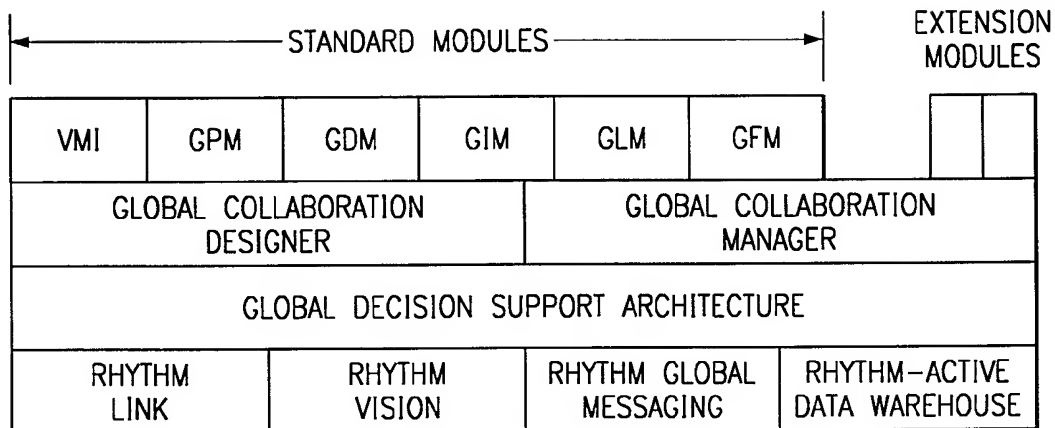 STANDARD MODULES
EXTENSION
MODULES
VMI GPM GDM GIM GLM GFM
GLOBAL COLLABORATION
DESIGNER
GLOBAL COLLABORATION
MANAGER
GLOBAL DECISION SUPPORT ARCHITECTURE
RHYTHM
LINK
RHYTHM
VISION
RHYTHM GLOBAL
MESSAGING
RHYTHM-ACTIVE
DATA WAREHOUSE